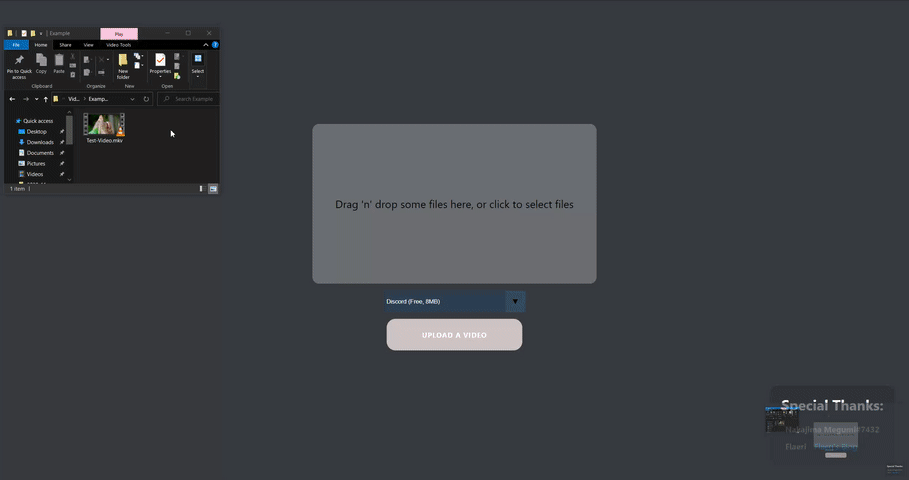 Example
Play
File
Home
Share
View
Video Tools
Pin to Quick access
Copy
Paste
New folder
Properties
Select
Clipboard
Organize
New
Open
Vid...
Examp...
Search Example
Quick access
Desktop
Downloads
Documents
Pictures
Videos
Test-Video.mkv
1 item
Drag 'n' drop some files here, or click to select files
Discord (Free, 8MB)
UPLOAD A VIDEO
Special Thanks:
Nakajima Megumi#7432